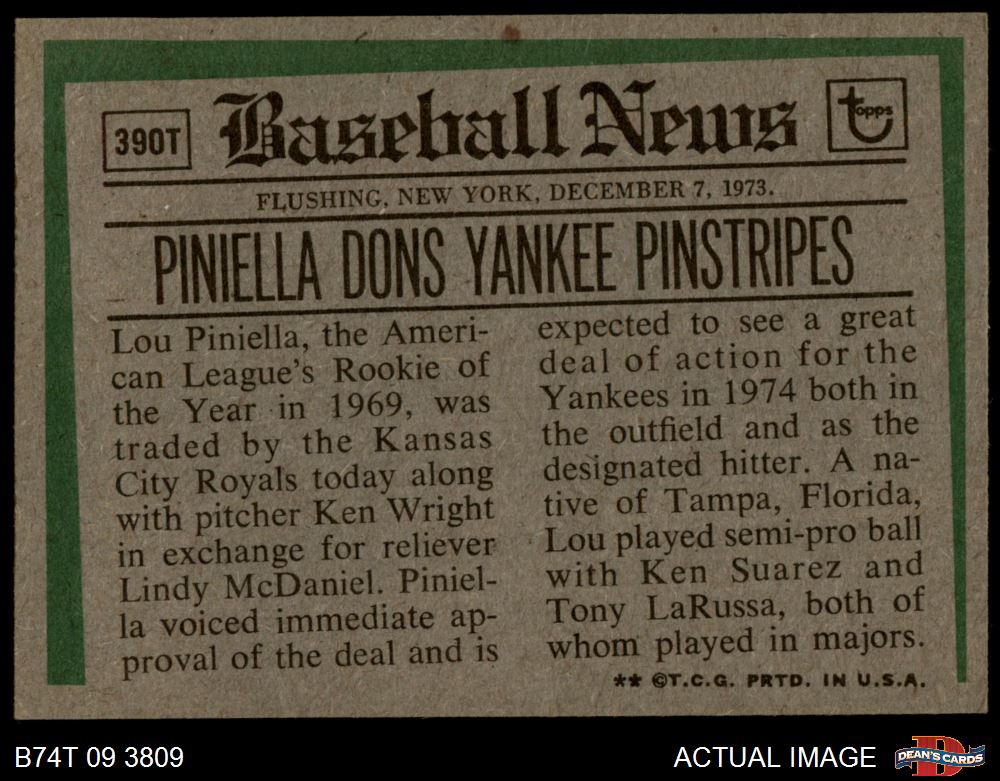 390T
Baseball News
topps
FLUSHING, NEW YORK, DECEMBER 7, 1973.
PINIELLA DONS YANKEE PINSTRIPES
Lou Piniella, the Ameri-
can League's Rookie of
the Year in 1969, was
traded by the Kansas
City Royals today along
with pitcher Ken Wright
in exchange for reliever
Lindy McDaniel. Piniel-
la voiced immediate ap-
proval of the deal and is
expected to see a great
deal of action for the
Yankees in 1974 both in
the outfield and as the
designated hitter. A na-
tive of Tampa, Florida,
Lou played semi-pro ball
with Ken Suarez and
Tony LaRussa, both of
whom played in majors.
** ©T.C.G. PRTD. IN U.S.A.
B74T 09 3809
ACTUAL IMAGE
D
DEAN'S CARDS